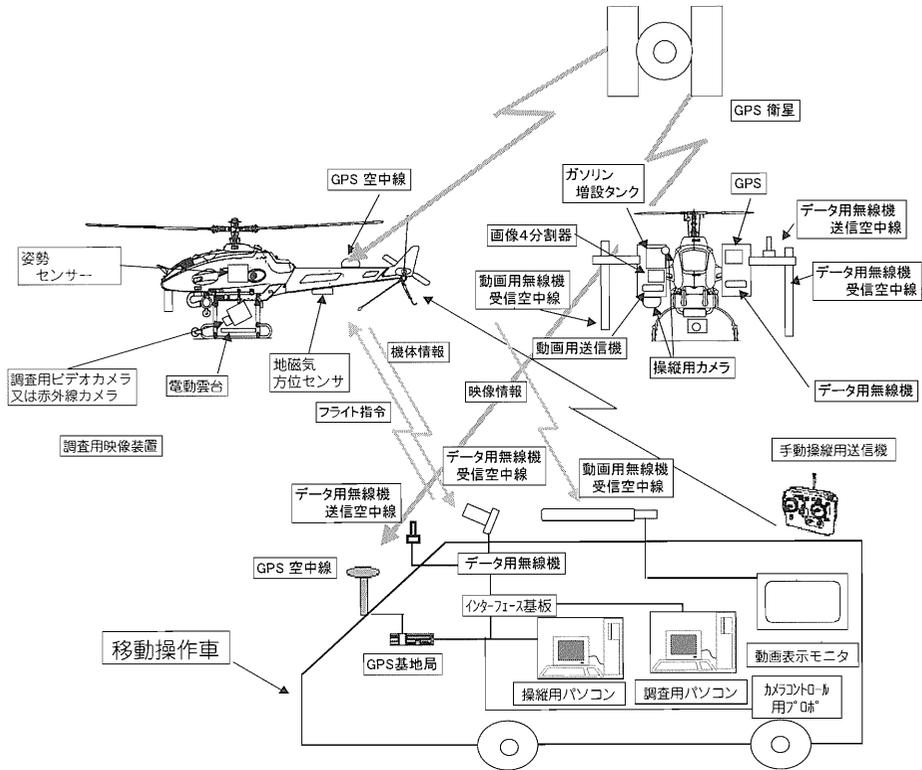 GPS 衛星
ガソリン
増設タンク
GPS
GPS 空中線
データ用無線機
送信空中線
画像4分割器
姿勢
センサー
動画用無線機
受信空中線
データ用無線機
受信空中線
動画用送信機
機体情報
地磁気
方位センサ
操縦用カメラ
調査用ビデオカメラ
又は赤外線カメラ
電動雲台
映像情報
データ用無線機
フライト指令
調査用映像装置
データ用無線機
受信空中線
動画用無線機
受信空中線
手動操縦用送信機
データ用無線機
送信空中線
GPS 空中線
データ用無線機
インターフェース基板
移動操作車
GPS基地局
動画表示モニタ
操縦用パソコン
調査用パソコン
カメラコントロール
用プロポ